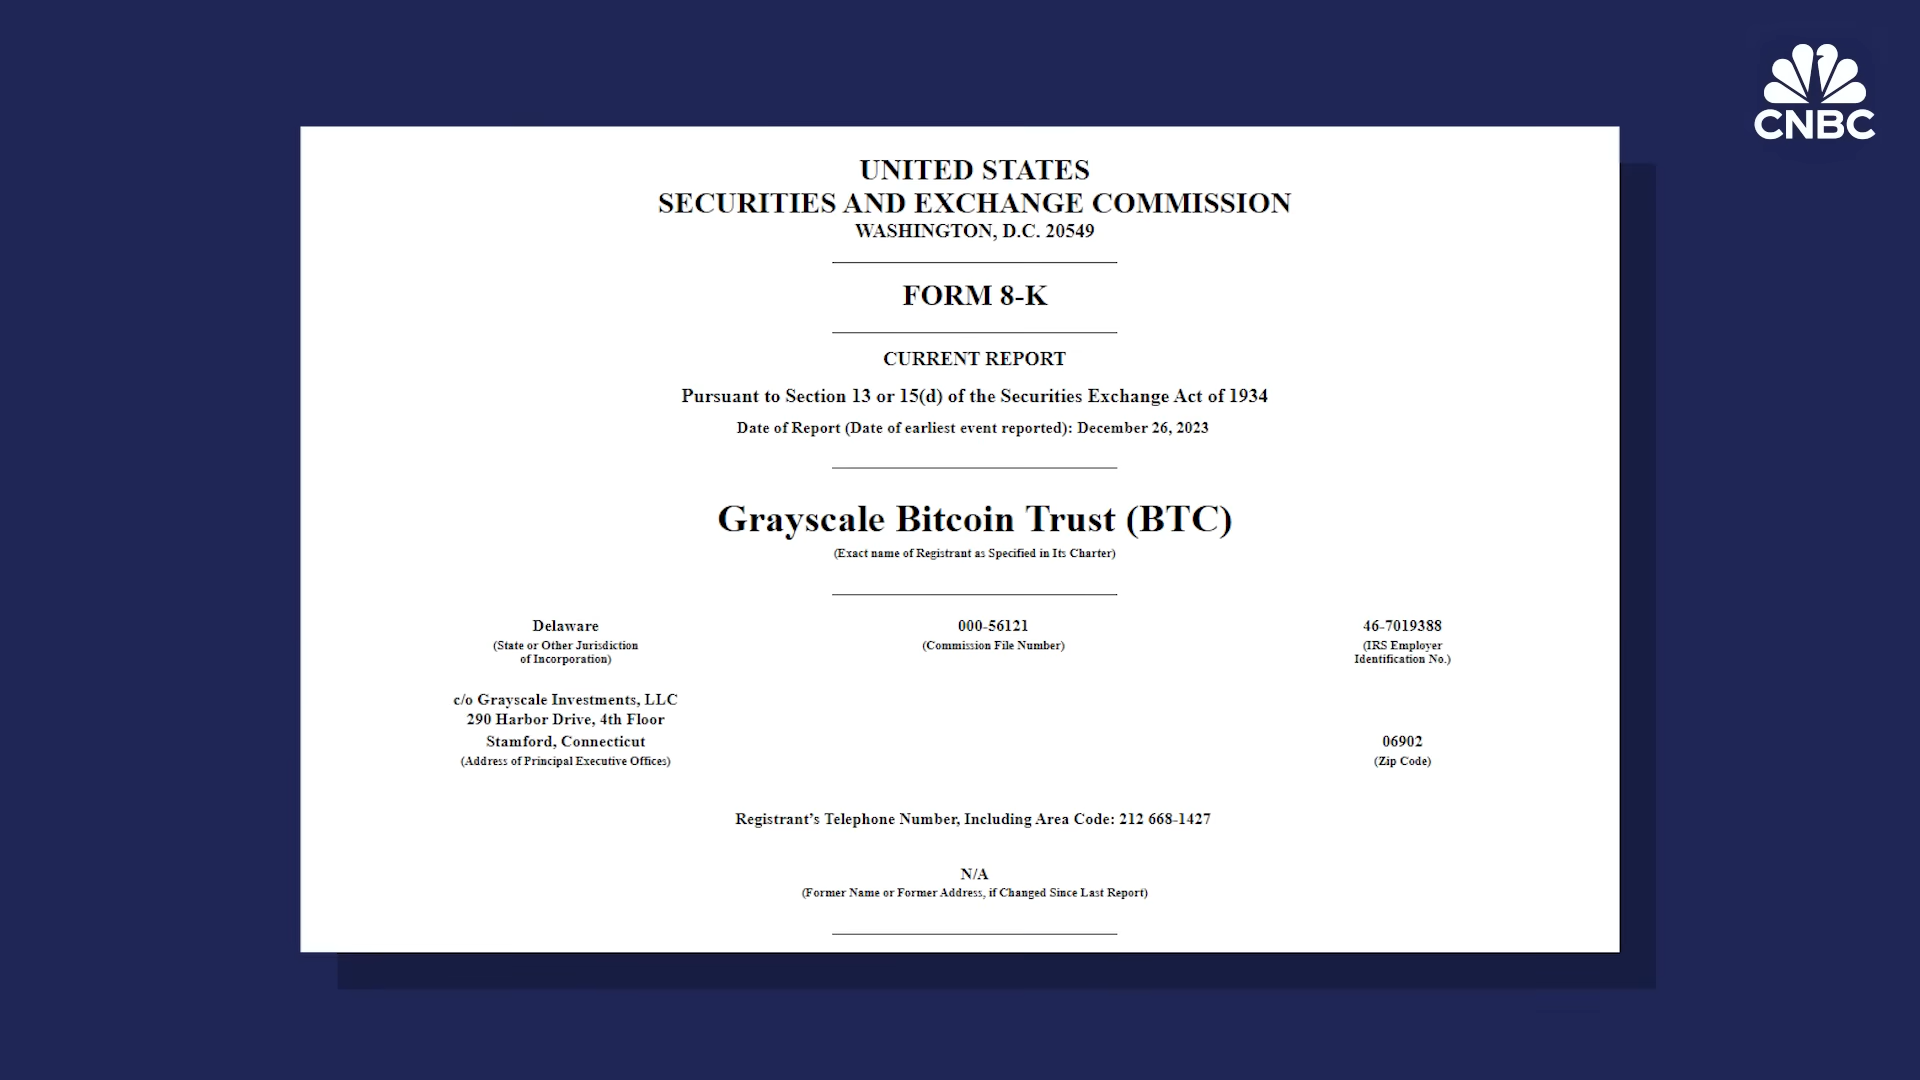 CNBC
UNITED STATES
SECURITIES AND EXCHANGE COMMISSION
WASHINGTON, D.C. 20549
FORM 8-K
CURRENT REPORT
Pursuant to Section 13 or 15(d) of the Securities Exchange Act of 1934
Date of Report (Date of earliest event reported): December 26, 2023
Grayscale Bitcoin Trust (BTC)
(Exact name of Registrant as Specified in Its Charter)
Delaware
(State or Other Jurisdiction
of Incorporation)
000-56121
(Commission File Number)
46-7019388
(IRS Employer
Identification No.)
c/o Grayscale Investments, LLC
290 Harbor Drive, 4th Floor
Stamford, Connecticut
(Address of Principal Executive Offices)
06902
(Zip Code)
Registrant’s Telephone Number, Including Area Code: 212 668-1427
N/A
(Former Name or Former Address, if Changed Since Last Report)